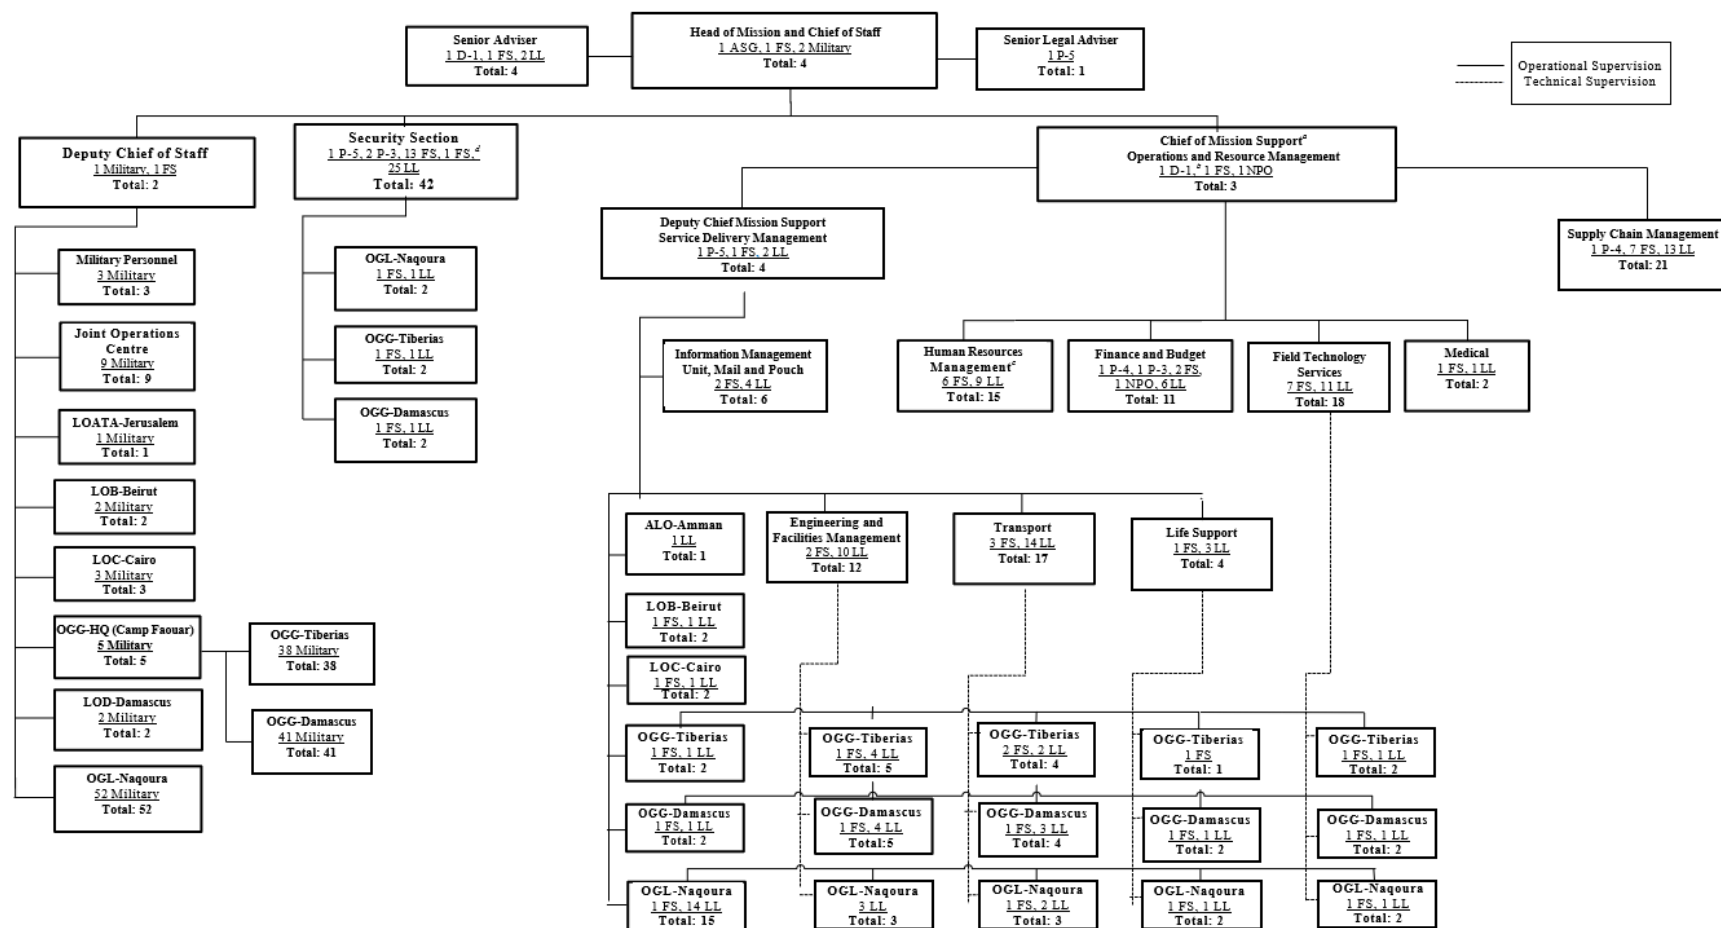 Head of Mission and Chief of Staff
1 ASG, 1 FS, 2 Military
Total: 4
Senior Adviser
1 D-1, 1 FS, 2 LL
Total: 4
Senior Legal Adviser
1 P-5
Total: 1
Operational Supervision
Technical Supervision
Deputy Chief of Staff
1 Military, 1 FS
Total: 2
Security Section
1 P-5, 2 P-3, 13 FS, 1 FS,d
25 LL
Total: 42
Chief of Mission Supporta
Operations and Resource Management
1 D-1,a 1 FS, 1 NPO
Total: 3
Deputy Chief Mission Support
Service Delivery Management
1 P-5, 1 FS, 2 LL
Total: 4
Supply Chain Management
1 P-4, 7 FS, 13 LL
Total: 21
Military Personnel
3 Military
Total: 3
Joint Operations
Centre
9 Military
Total: 9
LOATA-Jerusalem
1 Military
Total: 1
LOB-Beirut
2 Military
Total: 2
LOC-Cairo
3 Military
Total: 3
OGG-HQ (Camp Faouar)
5 Military
Total: 5
OGG-Tiberias
38 Military
Total: 38
OGG-Damascus
41 Military
Total: 41
LOD-Damascus
2 Military
Total: 2
OGL-Naqoura
52 Military
Total: 52
OGL-Naqoura
1 FS, 1 LL
Total: 2
OGG-Tiberias
1 FS, 1 LL
Total: 2
OGG-Damascus
1 FS, 1 LL
Total: 2
Information Management
Unit, Mail and Pouch
2 FS, 4 LL
Total: 6
Human Resources
Management
6 FS, 9 LL
Total: 15
Finance and Budget
1 P-4, 1 P-3, 2 FS,
1 NPO, 6 LL
Total: 11
Field Technology
Services
7 FS, 11 LL
Total: 18
Medical
1 FS, 1 LL
Total: 2
ALO-Amman
1 LL
Total: 1
Engineering and
Facilities Management
2 FS, 10 LL
Total: 12
Transport
3 FS, 14 LL
Total: 17
Life Support
1 FS, 3 LL
Total: 4
LOB-Beirut
1 FS, 1 LL
Total: 2
LOC-Cairo
1 FS, 1 LL
Total: 2
OGG-Tiberias
1 FS, 1 LL
Total: 2
OGG-Tiberias
1 FS, 4 LL
Total: 5
OGG-Tiberias
2 FS, 2 LL
Total: 4
OGG-Tiberias
1 FS
Total: 1
OGG-Tiberias
1 FS, 1 LL
Total: 2
OGG-Damascus
1 FS, 1 LL
Total: 2
OGG-Damascus
1 FS, 4 LL
Total:5
OGG-Damascus
1 FS, 3 LL
Total: 4
OGG-Damascus
1 FS, 1 LL
Total: 2
OGG-Damascus
1 FS, 1 LL
Total: 2
OGL-Naqoura
1 FS, 14 LL
Total: 15
OGL-Naqoura
3 LL
Total: 3
OGL-Naqoura
1 FS, 2 LL
Total: 3
OGL-Naqoura
1 FS, 1 LL
Total: 2
OGL-Naqoura
1 FS, 1 LL
Total: 2